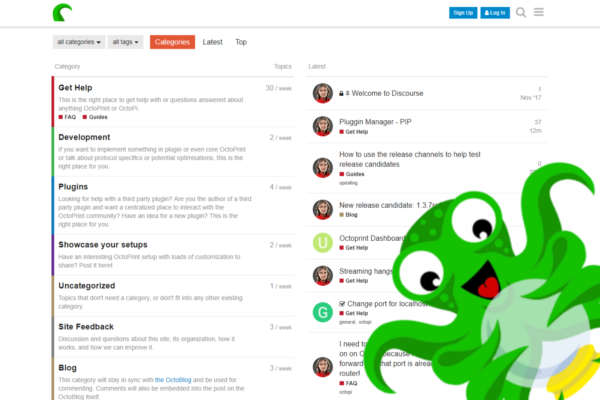 Sign Up
Log In
all categories
all tags
Categories
Latest
Top
Category
Topics
Get Help
30 / week
This is the right place to get help with or questions answered about
anything OctoPrint or OctoPi.
FAQ
Guides
Development
2 / week
If you want to implement something in plugin or even core OctoPrint
or talk about protocol specifics or potential optimisations, this is the
right place for you.
Plugins
4 / week
Looking for help with a third party plugin? Are you the author of a third
party plugin and want a centralized place to interact with the
OctoPrint community? Have an idea for a new plugin? This is the
right place for you.
Showcase your setups
2 / week
Have an interesting OctoPrint setup with loads of customization to
share? Post it here!
Uncategorized
1 / week
Topics that don't need a category, or don't fit into any other existing
category.
Site Feedback
3 / week
Discussion and questions about this site, its organization, how it
works, and how we can improve it.
Blog
3 / week
This category will stay in sync with the OctoBlog and be used for
commenting. Comments will also be embedded into the post on the
OctoBlog itself.
Latest
Welcome to Discourse
1
Nov '17
Pluggin Manager - PIP
37
Get Help
12m
How to use the release channels to help test
0
release candidates
Guides
updating
New release candidate: 1.3.7
Blog
U
Octoprint Dashboard
Get Help
Streaming hangs
Get Help
G
Change port for localhost
Get Help
general, octopi
I need to
on on O
because
forward
that port is
router!
FAQ
octopi